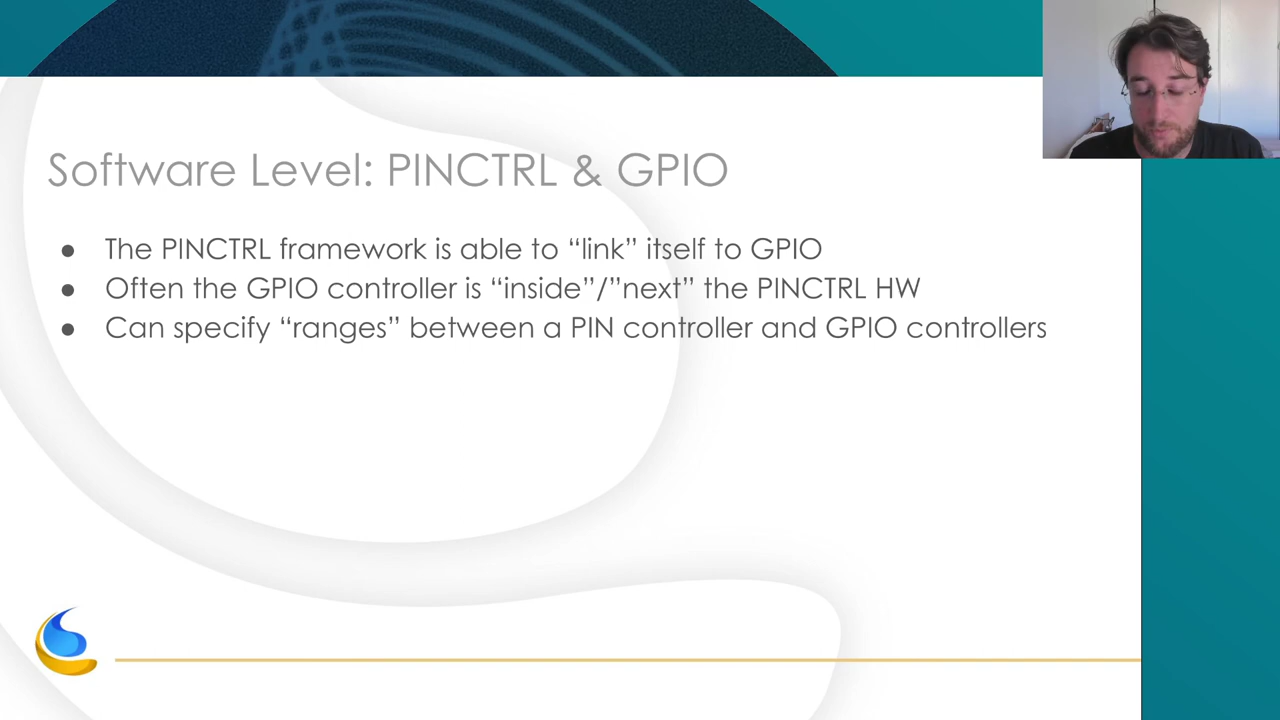 Software Level: PINCTRL & GPIO
● The PINCTRL framework is able to “link” itself to GPIO
● Often the GPIO controller is “inside”/”next” the PINCTRL HW
● Can specify “ranges” between a PIN controller and GPIO controllers